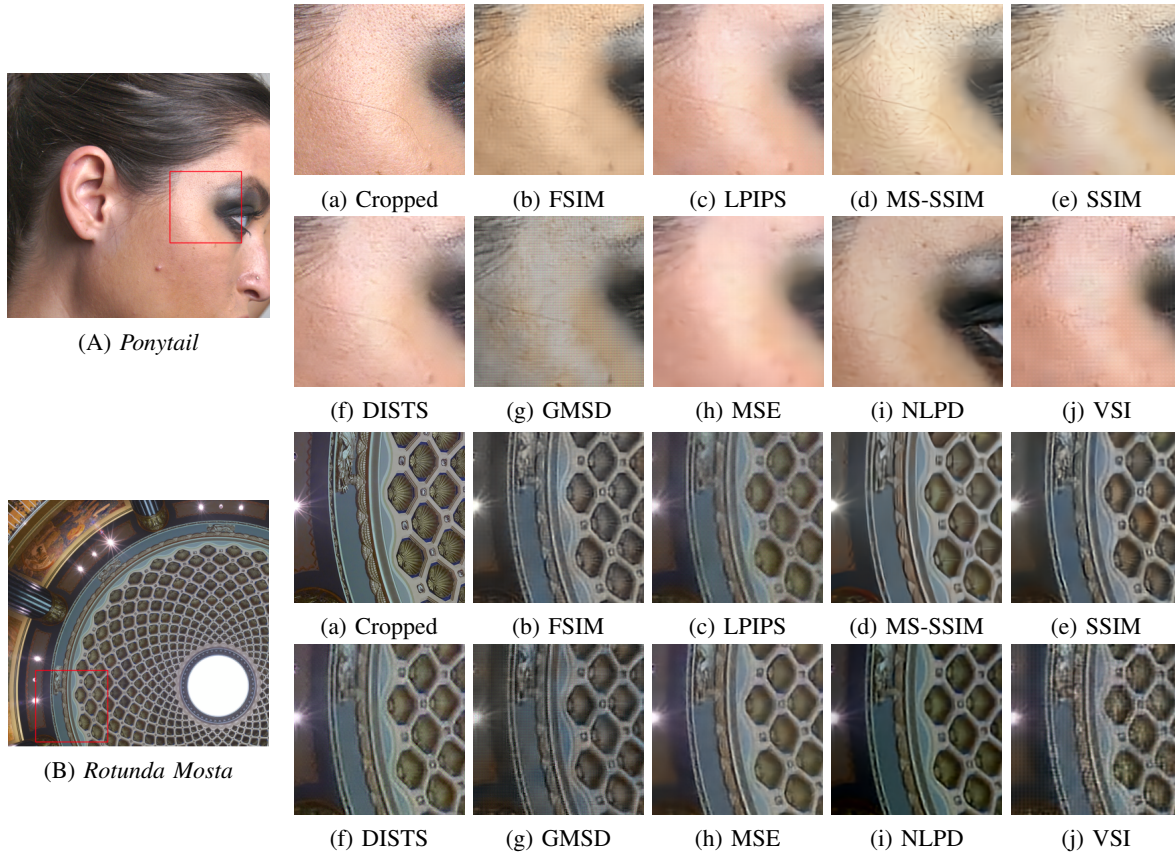 (a) Cropped (b) FSIM (c) LPIPS (d) MS-SSIM (e) SSIM
(A) Ponytail
(f) DISTS (g) GMSD (h) MSE (i) NLPD (j) VSI
(a) Cropped (b) FSIM (c) LPIPS (d) MS-SSIM (e) SSIM
(B) Rotunda Mosta
(f) DISTS (g) GMSD (h) MSE (i) NLPD (j) VSI